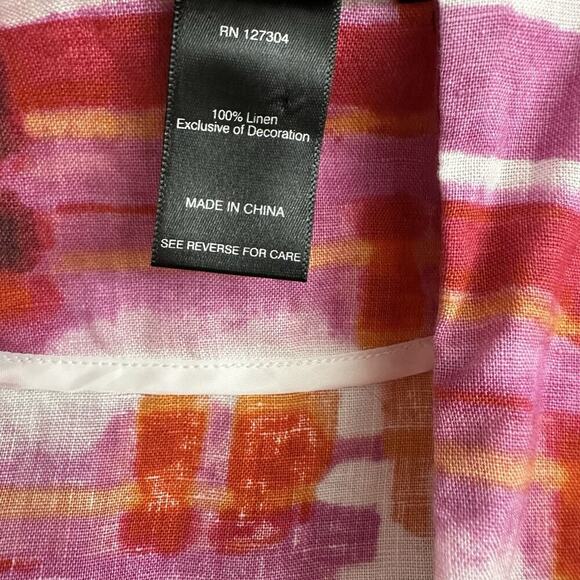 RN 127304
100% Linen
Exclusive of Decoration
MADE IN CHINA
SEE REVERSE FOR CARE